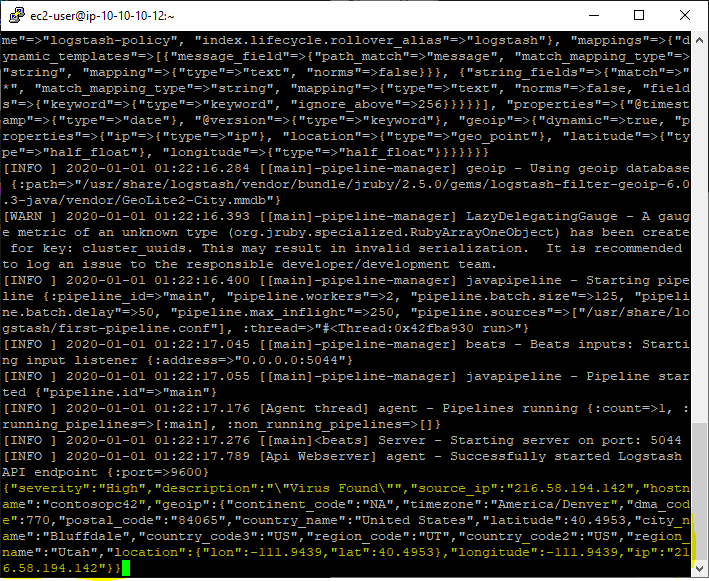 ec2-user@ip-10-10-10-12:~
me"=>"logstash-policy", "index.lifecycle.rollover_alias"=>"logstash"}, "mappings"=>{"d
ynamic_templates"=>[{"message_field"=>{"path_match"=>"message", "match_mapping_type"=>
"string", "mapping"=>{"type"=>"text", "norms"=>false}}}, {"string_fields"=>{"match"=>"
*", "match_mapping_type"=>"string", "mapping"=>{"type"=>"text", "norms"=>false, "field
s"=>{"keyword"=>{"type"=>"keyword", "ignore_above"=>256}}}}}], "properties"=>{"@timest
amp"=>{"type"=>"date"}, "@version"=>{"type"=>"keyword"}, "geoip"=>{"dynamic"=>true, "p
roperties"=>{"ip"=>{"type"=>"ip"}, "location"=>{"type"=>"geo_point"}, "latitude"=>{"ty
pe"=>"half_float"}, "longitude"=>{"type"=>"half_float"}}}}}}}
[INFO ] 2020-01-01 01:22:16.284 [[main]-pipeline-manager] geoip - Using geoip database
 {:path=>"/usr/share/logstash/vendor/bundle/jruby/2.5.0/gems/logstash-filter-geoip-6.0
.3-java/vendor/GeoLite2-City.mmdb"}
[WARN ] 2020-01-01 01:22:16.393 [[main]-pipeline-manager] LazyDelegatingGauge - A gaug
e metric of an unknown type (org.jruby.specialized.RubyArrayOneObject) has been create
 for key: cluster_uuids. This may result in invalid serialization.  It is recommended
to log an issue to the responsible developer/development team.
[INFO ] 2020-01-01 01:22:16.400 [[main]-pipeline-manager] javapipeline - Starting pipe
line {:pipeline_id=>"main", "pipeline.workers"=>2, "pipeline.batch.size"=>125, "pipeli
ne.batch.delay"=>50, "pipeline.max_inflight"=>250, "pipeline.sources"=>["/usr/share/lo
gstash/first-pipeline.conf"], :thread=>"#<Thread:0x42fba930 run>"}
[INFO ] 2020-01-01 01:22:17.045 [[main]-pipeline-manager] beats - Beats inputs: Starti
ng input listener {:address=>"0.0.0.0:5044"}
[INFO ] 2020-01-01 01:22:17.055 [[main]-pipeline-manager] javapipeline - Pipeline star
ted {"pipeline.id"=>"main"}
[INFO ] 2020-01-01 01:22:17.176 [Agent thread] agent - Pipelines running {:count=>1, :
running_pipelines=>[:main], :non_running_pipelines=>[]}
[INFO ] 2020-01-01 01:22:17.276 [[main]<beats] Server - Starting server on port: 5044
[INFO ] 2020-01-01 01:22:17.789 [Api Webserver] agent - Successfully started Logstash
API endpoint {:port=>9600}
{"severity":"High","description":"\"Virus Found\"","source_ip":"216.58.194.142","hostn
ame":"contosopc42","geoip":{"continent_code":"NA","timezone":"America/Denver","dma_cod
e":770,"postal_code":"84065","country_name":"United States","latitude":40.4953,"city_n
ame":"Bluffdale","country_code3":"US","region_code":"UT","country_code2":"US","region_
name":"Utah","location":{"lon":-111.9439,"lat":40.4953},"longitude":-111.9439,"ip":"21
6.58.194.142"}}